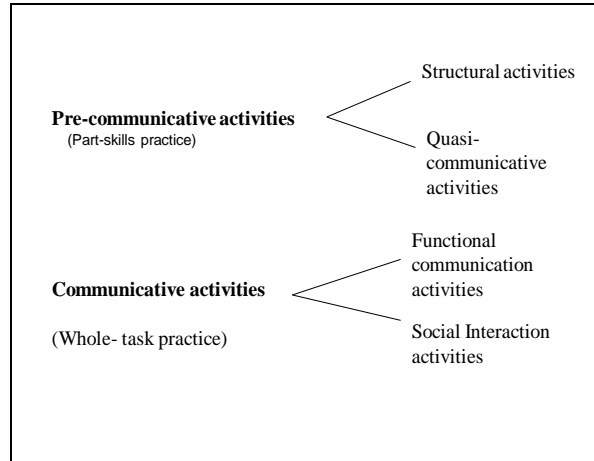 Structural activities
Pre-communicative activities
(Part-skills practice)
Quasi-
communicative
activities
Functional
communication
activities
Communicative activities
(Whole- task practice)
Social Interaction
activities